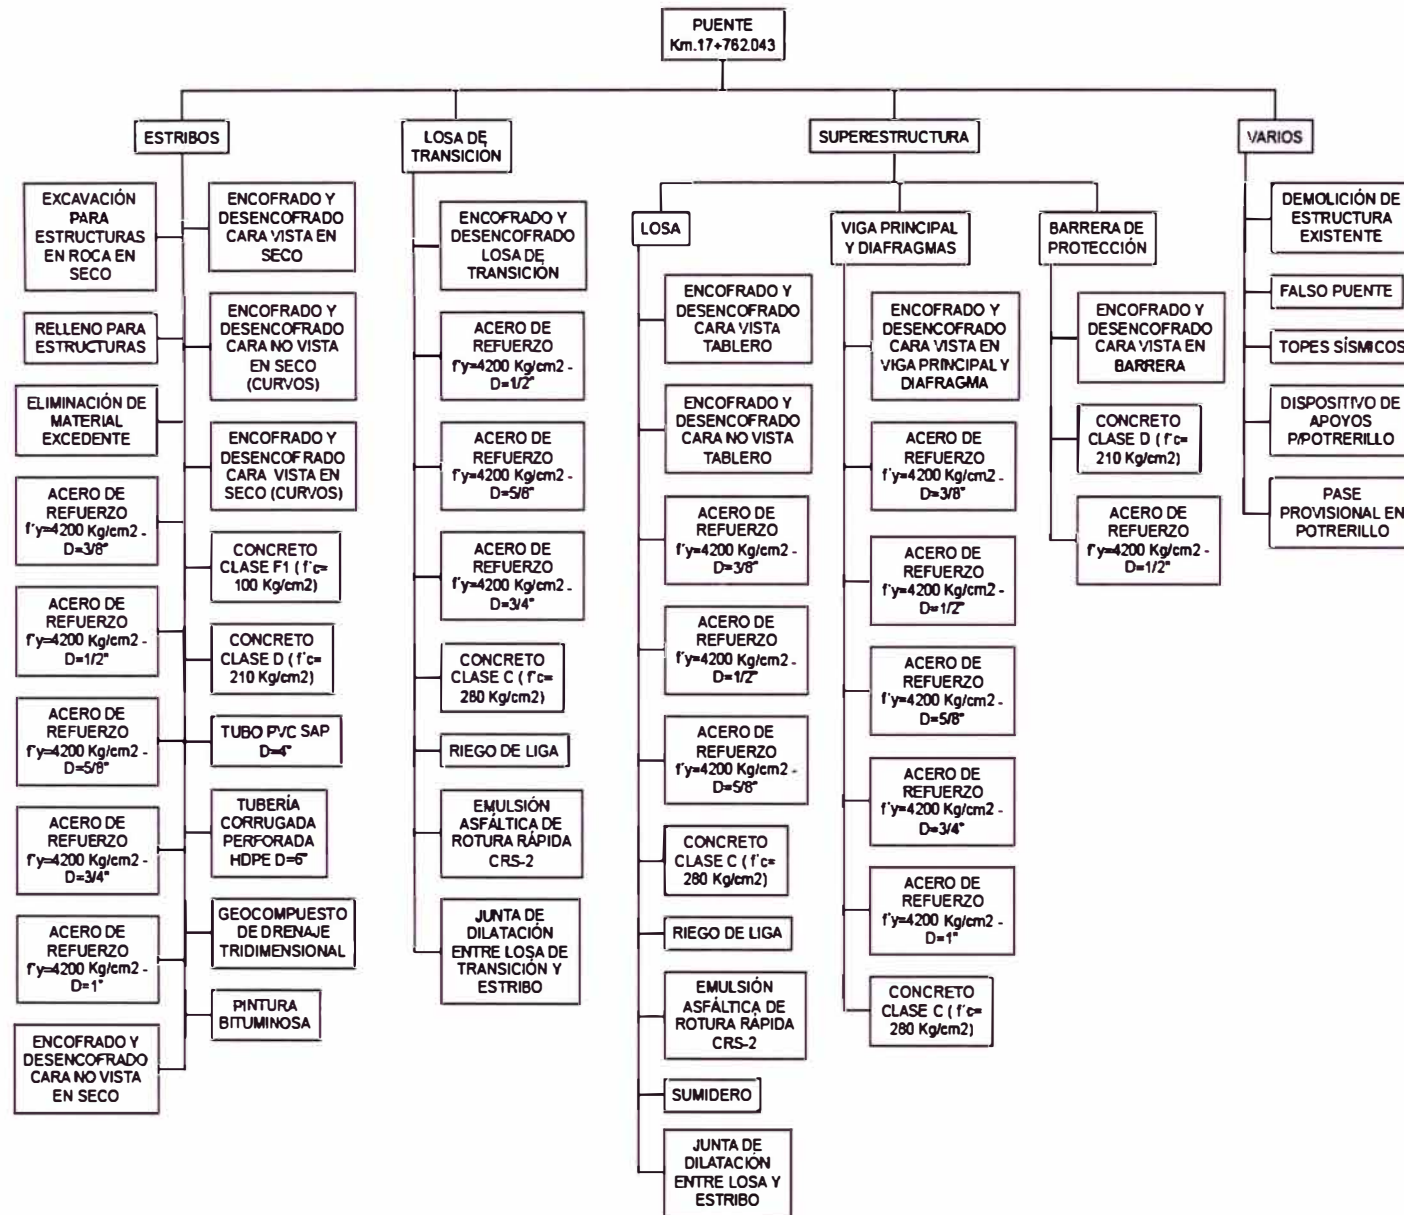 PUENTE
Km.17+762.043
ESTRIBOS
EXCAVACIÓN
PARA
ESTRUCTURAS
EN ROCA EN
SECO
RELLENO PARA
ESTRUCTURAS
ELIMINACIÓN DE
MATERIAL
EXCEDENTE
ACERO DE
REFUERZO
f'y=4200 Kg/cm2 -
D=3/8"
ACERO DE
REFUERZO
f'y=4200 Kg/cm2 -
D=1/2"
ACERO DE
REFUERZO
f'y=4200 Kg/cm2 -
D=5/8"
ACERO DE
REFUERZO
f'y=4200 Kg/cm2 -
D=3/4"
ACERO DE
REFUERZO
f'y=4200 Kg/cm2 -
D=1"
ENCOFRADO Y
DESENCOFRADO
CARA NO VISTA
EN SECO
ENCOFRADO Y
DESENCOFRADO
CARA VISTA EN
SECO
ENCOFRADO Y
DESENCOFRADO
CARA NO VISTA
EN SECO
(CURVOS)
ENCOFRADO Y
DESENCOFRADO
CARA VISTA EN
SECO (CURVOS)
CONCRETO
CLASE F1 ( f'c=
100 Kg/cm2)
CONCRETO
CLASE D ( f'c=
210 Kg/cm2)
TUBO PVC SAP
D=4"
TUBERÍA
CORRUGADA
PERFORADA
HDPE D=6"
GEOCOMPUESTO
DE DRENAJE
TRIDIMENSIONAL
PINTURA
BITUMINOSA
LOSA DE
TRANSICIÓN
ENCOFRADO Y
DESENCOFRADO
LOSA DE
TRANSICIÓN
ACERO DE
REFUERZO
f'y=4200 Kg/cm2 -
D=1/2"
ACERO DE
REFUERZO
f'y=4200 Kg/cm2 -
D=5/8"
ACERO DE
REFUERZO
f'y=4200 Kg/cm2 -
D=3/4"
CONCRETO
CLASE C ( f'c=
280 Kg/cm2)
RIEGO DE LIGA
EMULSIÓN
ASFÁLTICA DE
ROTURA RÁPIDA
CRS-2
JUNTA DE
DILATACIÓN
ENTRE LOSA DE
TRANSICIÓN Y
ESTRIBO
SUPERESTRUCTURA
LOSA
ENCOFRADO Y
DESENCOFRADO
CARA VISTA
TABLERO
ENCOFRADO Y
DESENCOFRADO
CARA NO VISTA
TABLERO
ACERO DE
REFUERZO
f'y=4200 Kg/cm2 -
D=3/8"
ACERO DE
REFUERZO
f'y=4200 Kg/cm2 -
D=1/2"
ACERO DE
REFUERZO
f'y=4200 Kg/cm2 -
D=5/8"
CONCRETO
CLASE C ( f'c=
280 Kg/cm2)
RIEGO DE LIGA
EMULSIÓN
ASFÁLTICA DE
ROTURA RÁPIDA
CRS-2
SUMIDERO
JUNTA DE
DILATACIÓN
ENTRE LOSA Y
ESTRIBO
VIGA PRINCIPAL
Y DIAFRAGMAS
ENCOFRADO Y
DESENCOFRADO
CARA VISTA EN
VIGA PRINCIPAL Y
DIAFRAGMA
ACERO DE
REFUERZO
f'y=4200 Kg/cm2 -
D=3/8"
ACERO DE
REFUERZO
f'y=4200 Kg/cm2 -
D=1/2"
ACERO DE
REFUERZO
f'y=4200 Kg/cm2 -
D=5/8"
ACERO DE
REFUERZO
f'y=4200 Kg/cm2 -
D=3/4"
ACERO DE
REFUERZO
f'y=4200 Kg/cm2 -
D=1"
CONCRETO
CLASE C ( f'c=
280 Kg/cm2)
BARRERA DE
PROTECCIÓN
ENCOFRADO Y
DESENCOFRADO
CARA VISTA EN
BARRERA
CONCRETO
CLASE D ( f'c=
210 Kg/cm2)
ACERO DE
REFUERZO
f'y=4200 Kg/cm2 -
D=1/2"
VARIOS
DEMOLICIÓN DE
ESTRUCTURA
EXISTENTE
FALSO PUENTE
TOPES SÍSMICOS
DISPOSITIVO DE
APOYOS
P/POTRERILLO
PASE
PROVISIONAL EN
POTRERILLO